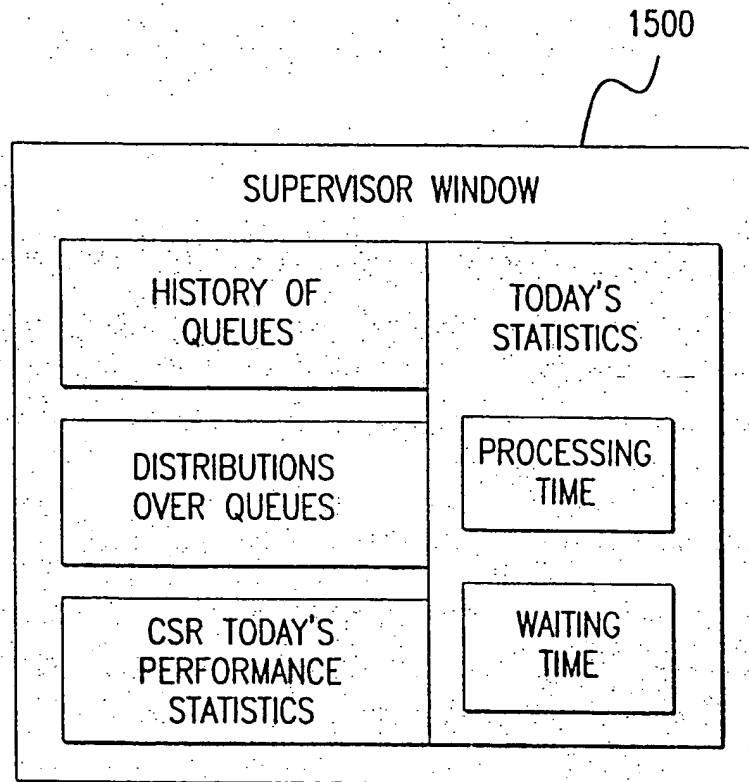 1500
SUPERVISOR WINDOW
HISTORY OF
QUEUES
DISTRIBUTIONS
OVER QUEUES
CSR TODAY'S
PERFORMANCE
STATISTICS
TODAY'S
STATISTICS
PROCESSING
TIME
WAITING
TIME